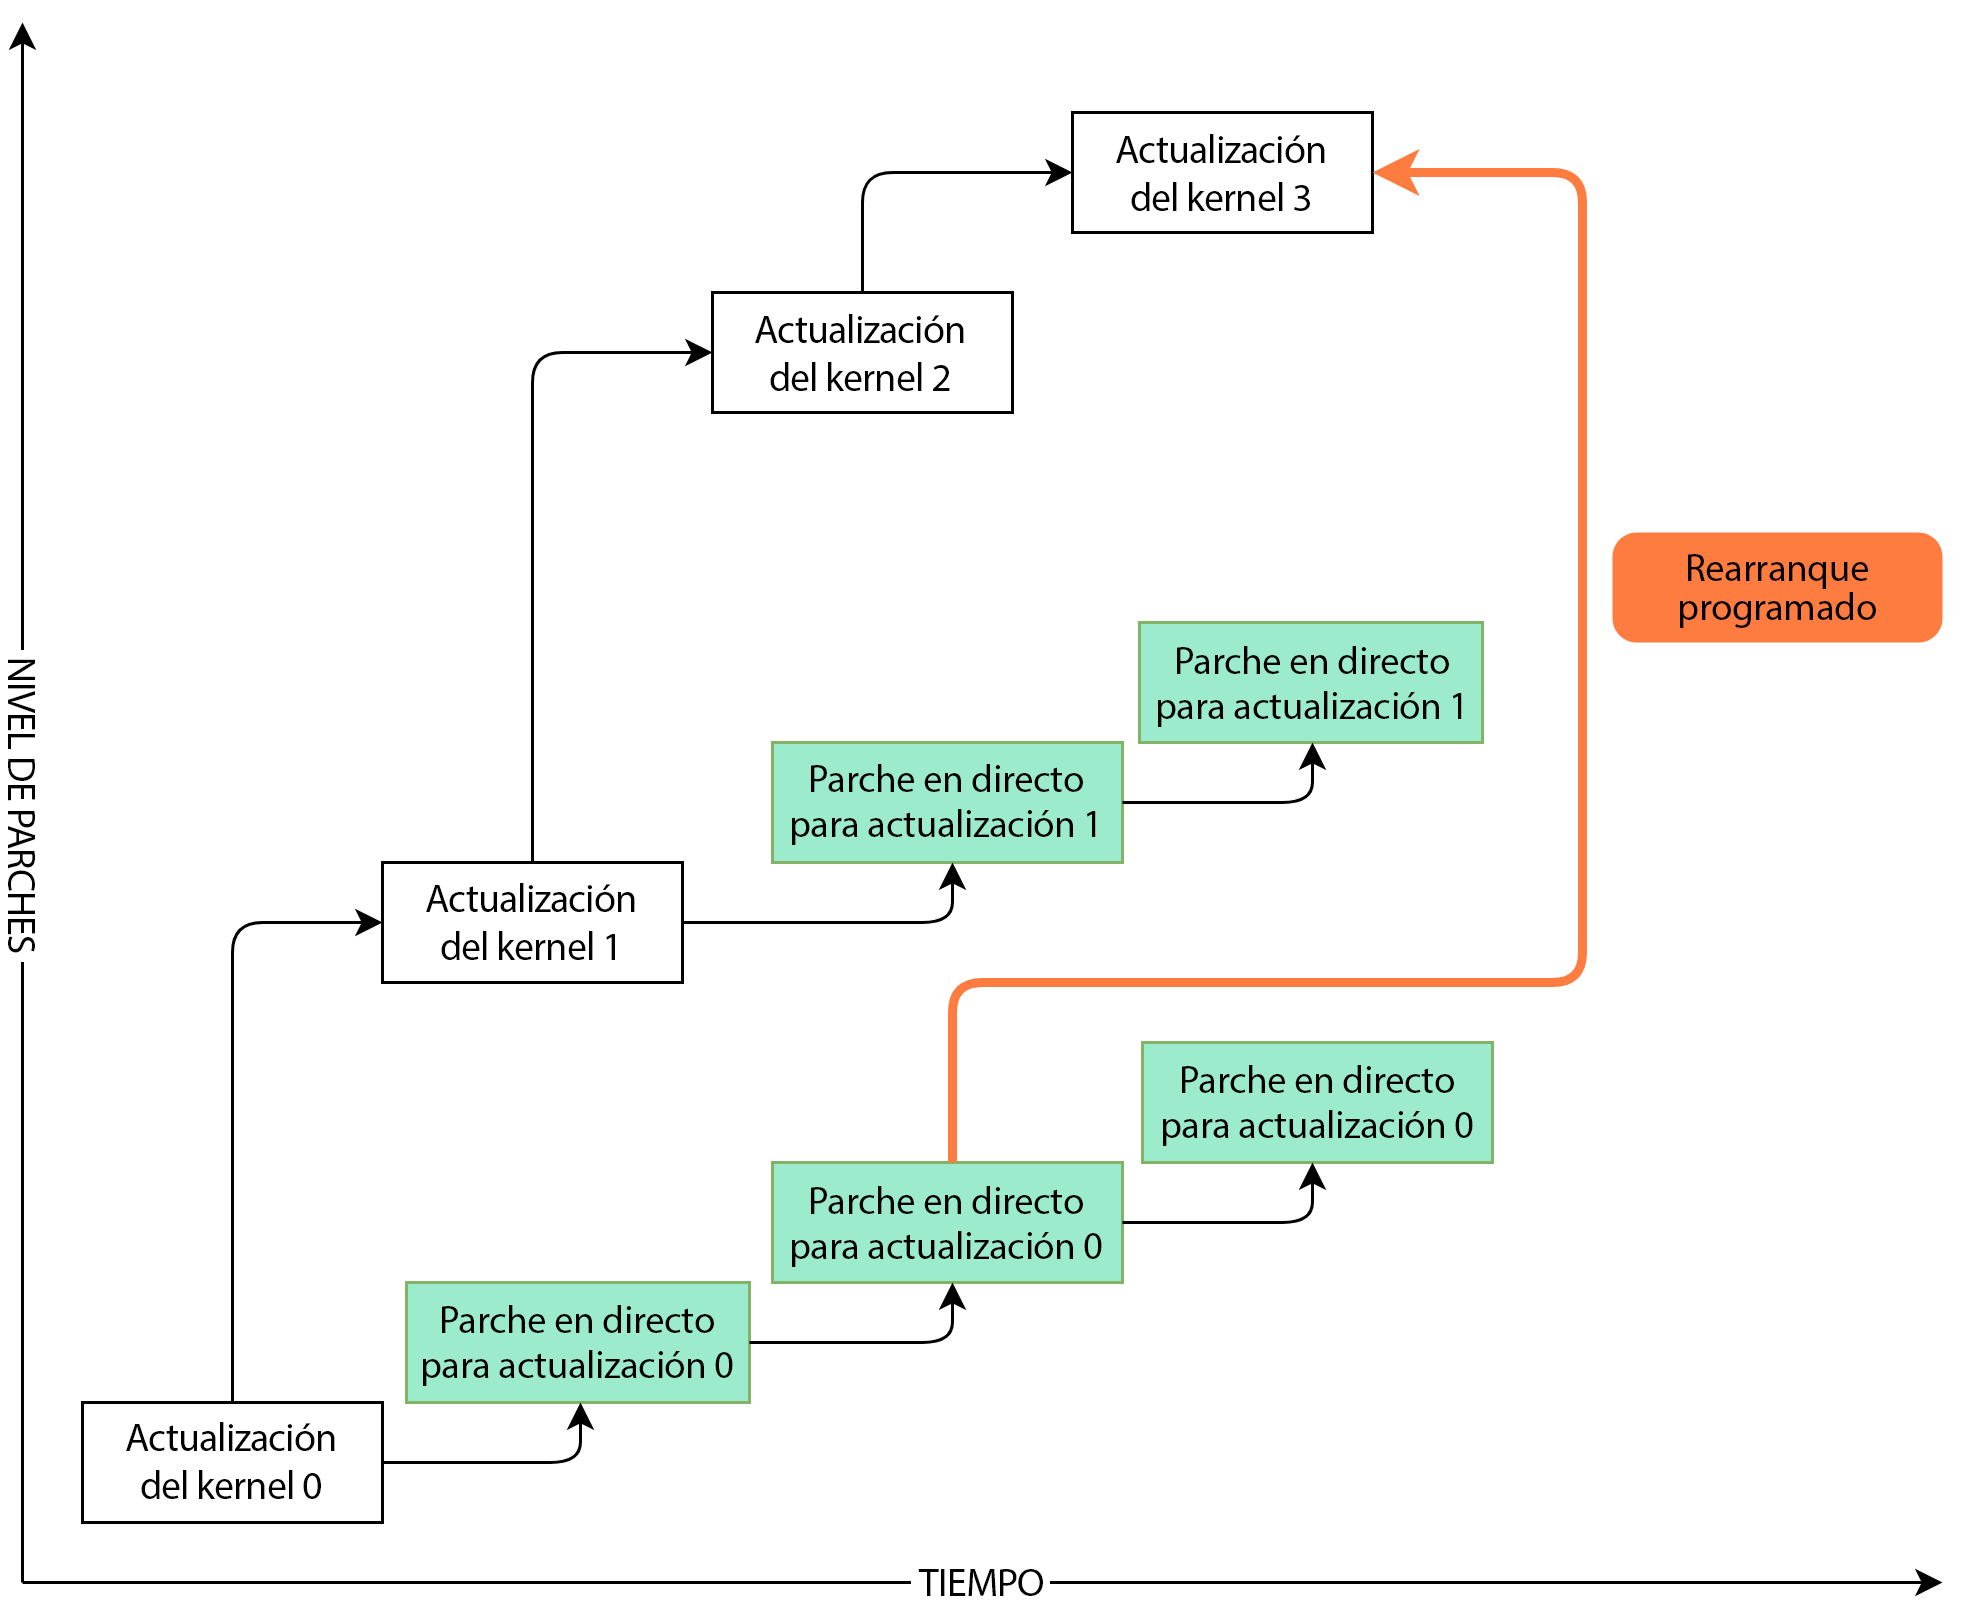 Actualización
del kernel 3
Actualización
del kernel 2
Rearranque
programado
Parche en directo
para actualización 1
Parche en directo
para actualización 1
NIVEL DE PARCHES
Actualización
del kernel 1
Parche en directo
para actualización 0
Parche en directo
para actualización 0
Parche en directo
para actualización 0
Actualización
del kernel 0
TIEMPO